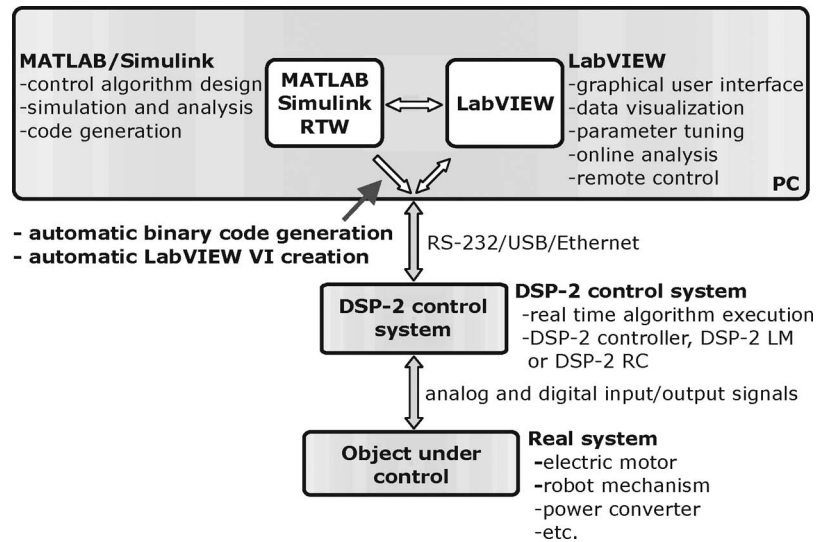 MATLAB/Simulink
-control algorithm design
-simulation and analysis
-code generation
MATLAB
Simulink
RTW
LabVIEW
LabVIEW
-graphical user interface
-data visualization
-parameter tuning
-online analysis
-remote control
PC
- automatic binary code generation
- automatic LabVIEW VI creation
RS-232/USB/Ethernet
DSP-2 control
system
DSP-2 control system
-real time algorithm execution
-DSP-2 controller, DSP-2 LM
or DSP-2 RC
analog and digital input/output signals
Object under
control
Real system
-electric motor
-robot mechanism
-power converter
-etc.